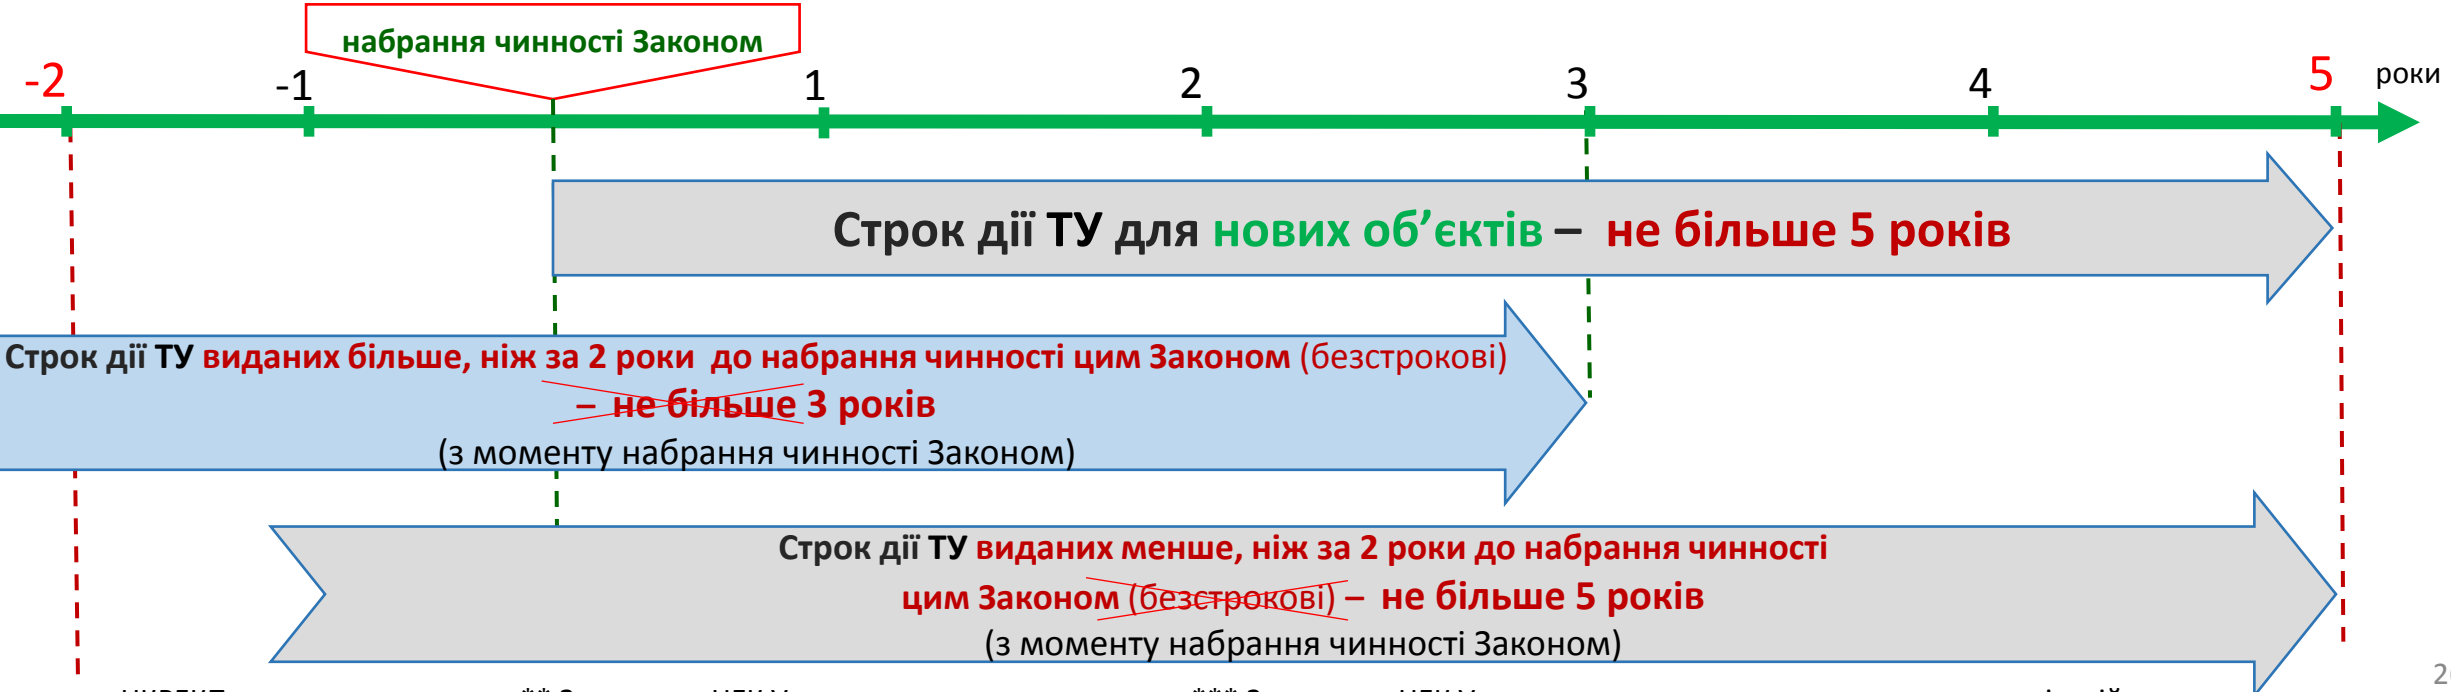 набрання чинності Законом
-2 -1 1 2 3 4 5 роки
Строк дії ТУ для нових об’єктів – не більше 5 років
Строк дії ТУ виданих більше, ніж за 2 роки до набрання чинності цим Законом (безстрокові)
– не більше 3 років
(з моменту набрання чинності Законом)
Строк дії ТУ виданих менше, ніж за 2 роки до набрання чинності
цим Законом (безстрокові) – не більше 5 років
(з моменту набрання чинності Законом)